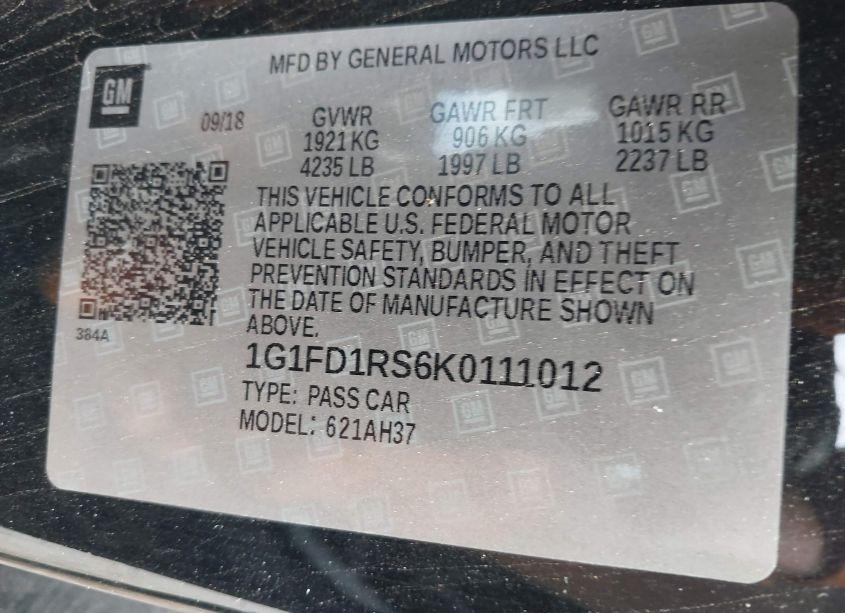 MFD BY GENERAL MOTORS LLC
GM
09/18 GVWR GAWR FRT GAWR RR
1921 KG 906 KG 1015 KG
4235 LB 1997 LB 2237 LB
THIS VEHICLE CONFORMS TO ALL
APPLICABLE U.S. FEDERAL MOTOR
VEHICLE SAFETY, BUMPER, AND THEFT
PREVENTION STANDARDS IN EFFECT ON
THE DATE OF MANUFACTURE SHOWN
ABOVE.
384A
1G1FD1RS6K0111012
TYPE: PASS CAR
MODEL: 621AH37